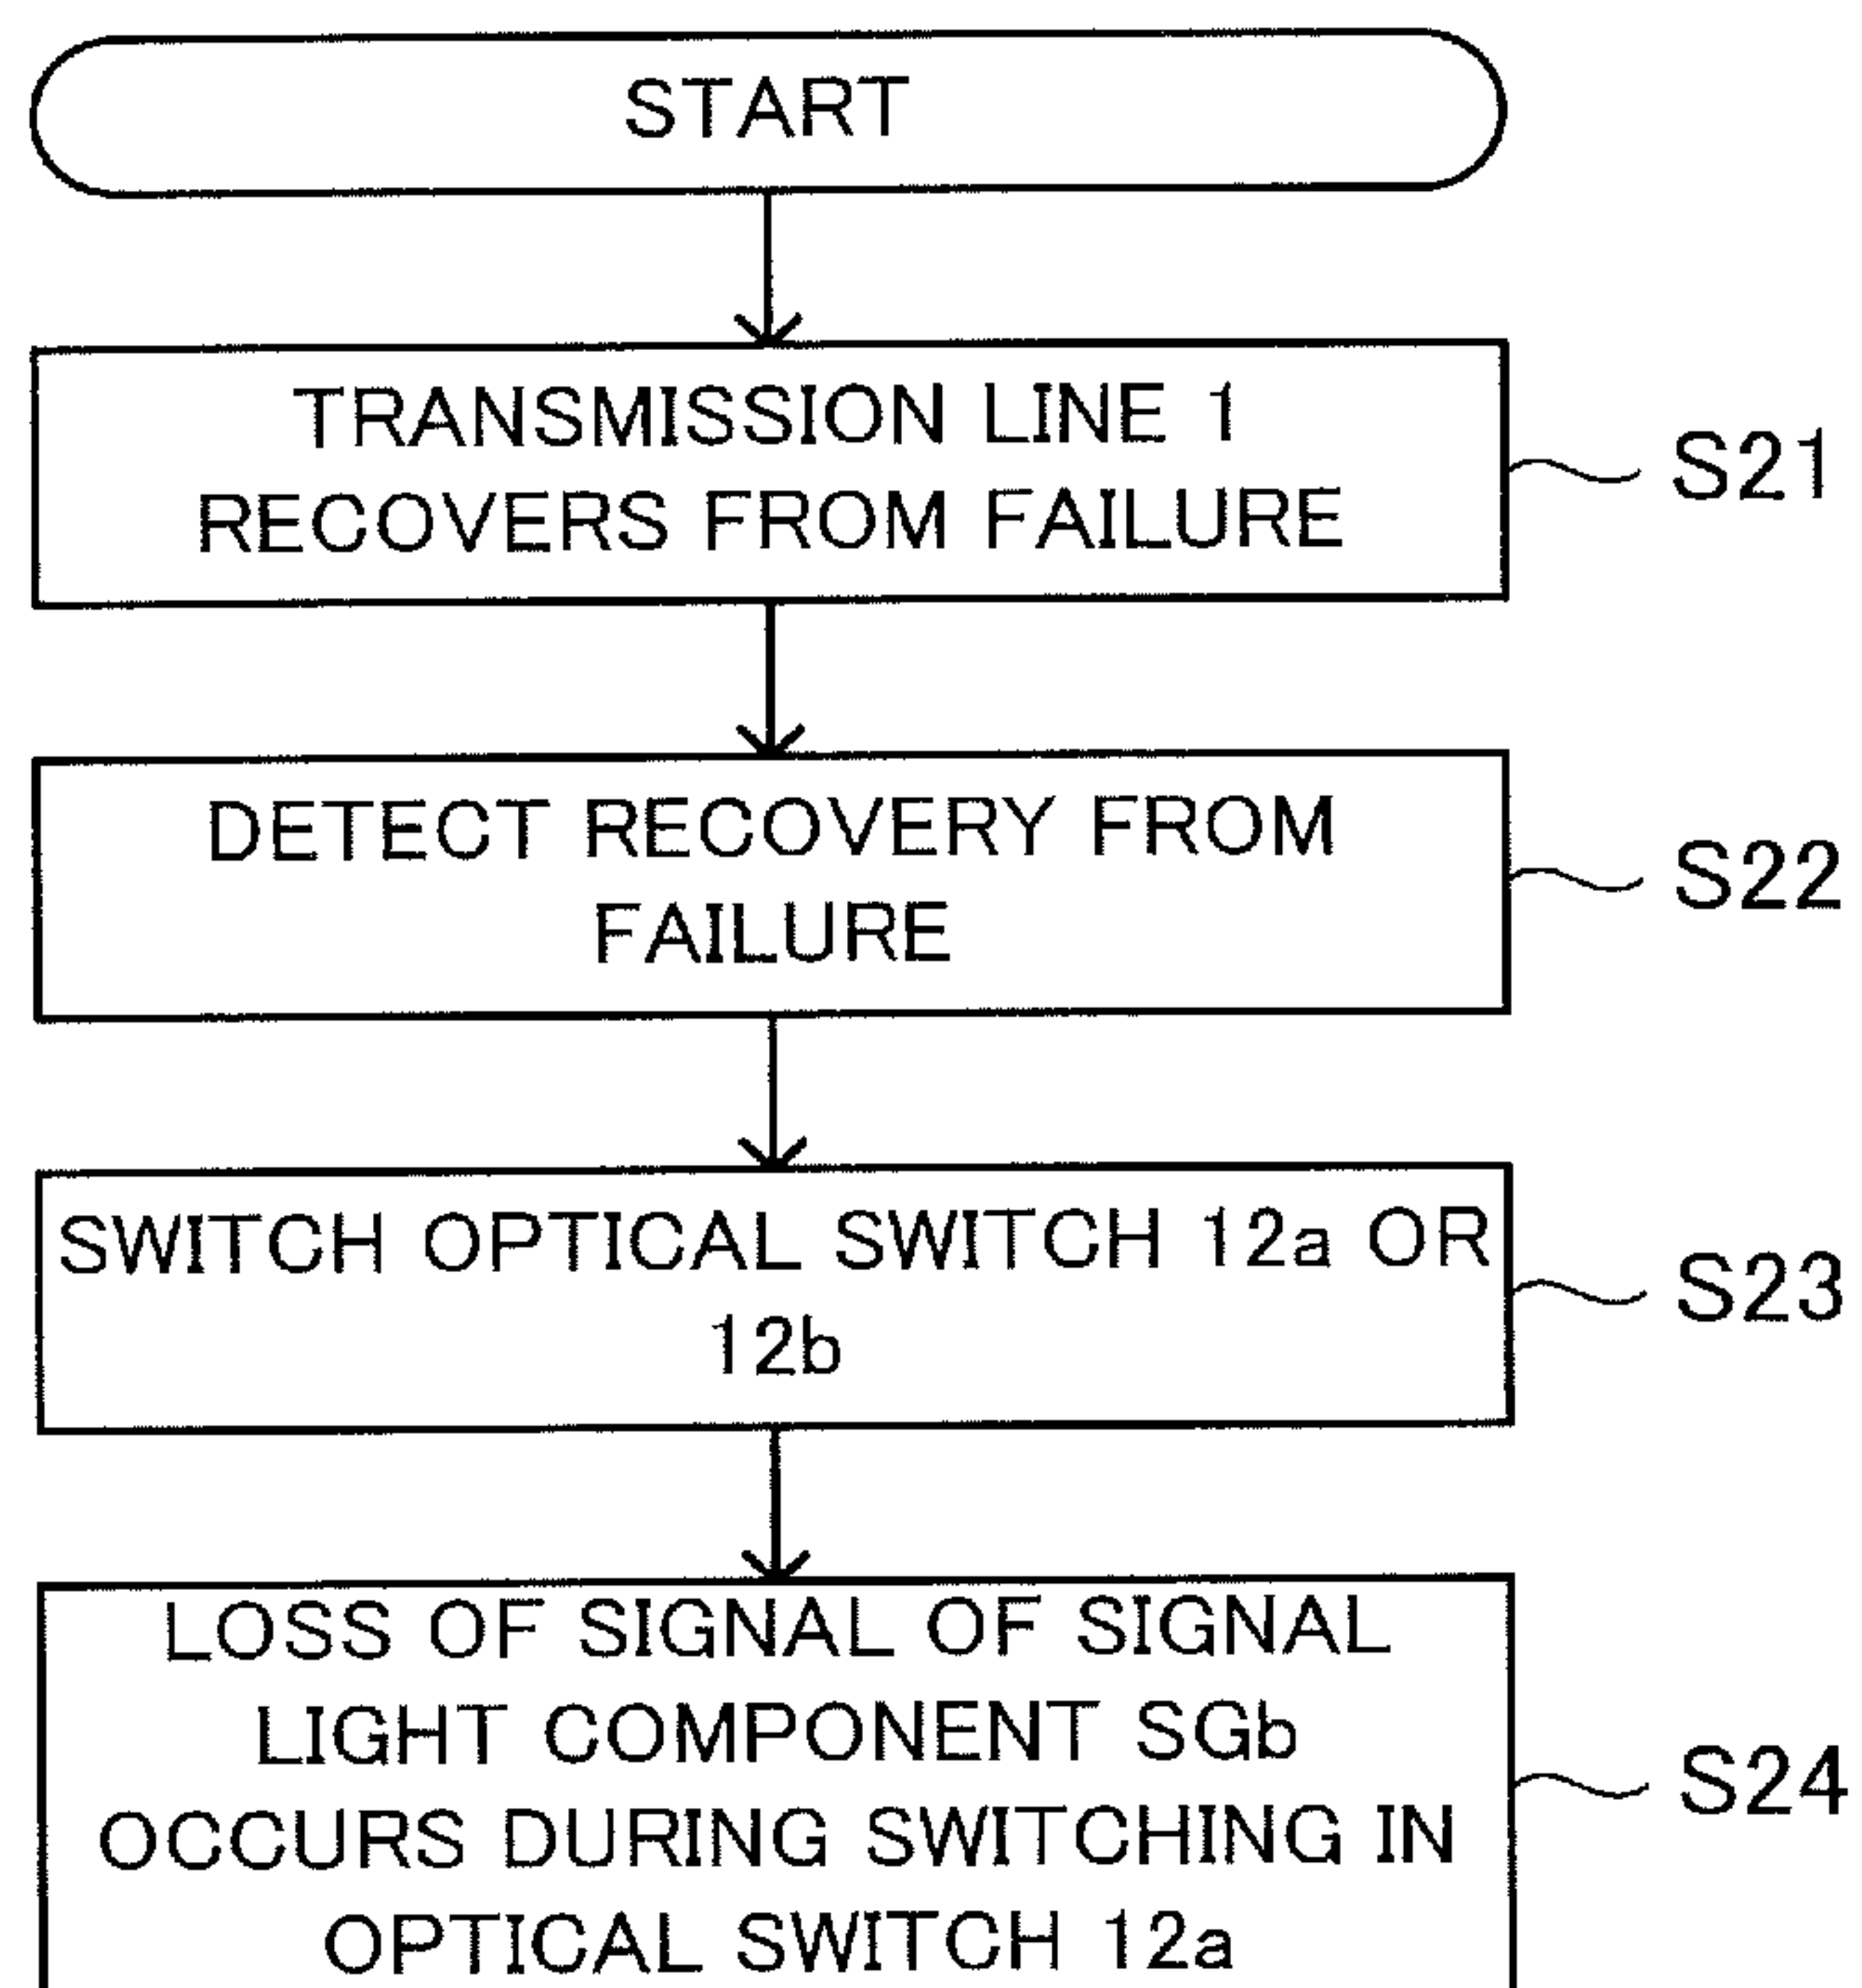 START
TRANSMISSION LINE 1
RECOVERS FROM FAILURE
S21
DETECT RECOVERY FROM
FAILURE
S22
SWITCH OPTICAL SWITCH 12a OR
12b
S23
LOSS OF SIGNAL OF SIGNAL
LIGHT COMPONENT SGb
OCCURS DURING SWITCHING IN
OPTICAL SWITCH 12a
S24